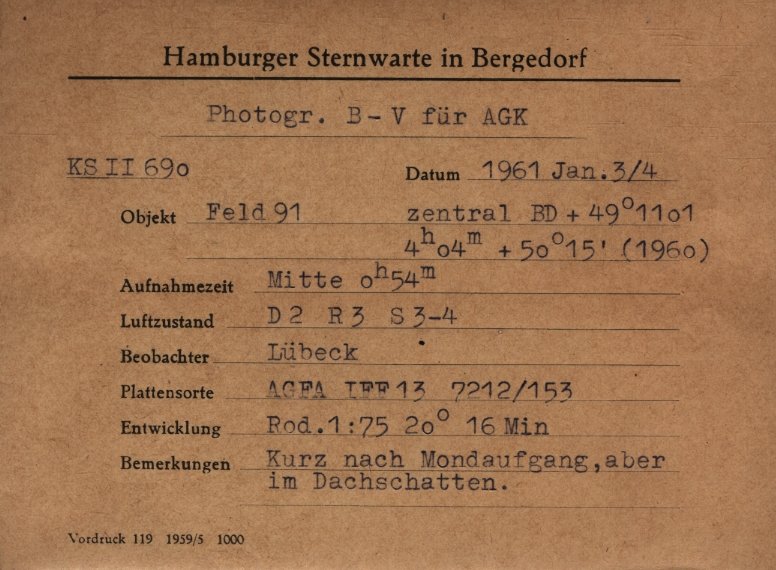 Hamburger Sternwarte in Bergedorf
Photogr. B-V für AGK
KS II 69o Datum 1961 Jan.3/4
Objekt Feld 91 zentral BD + 49°11o1
4ʰo4ᵐ + 5o°15' (196o)
Aufnahmezeit Mitte oʰ54ᵐ
Luftzustand D 2 R 3 S 3-4
Beobachter Lübeck
Plattensorte AGFA IFF 13 7212/153
Entwicklung Rod.1:75 2o° 16 Min
Bemerkungen Kurz nach Mondaufgang,aber
im Dachschatten.
Vordruck 119 1959/5 1000